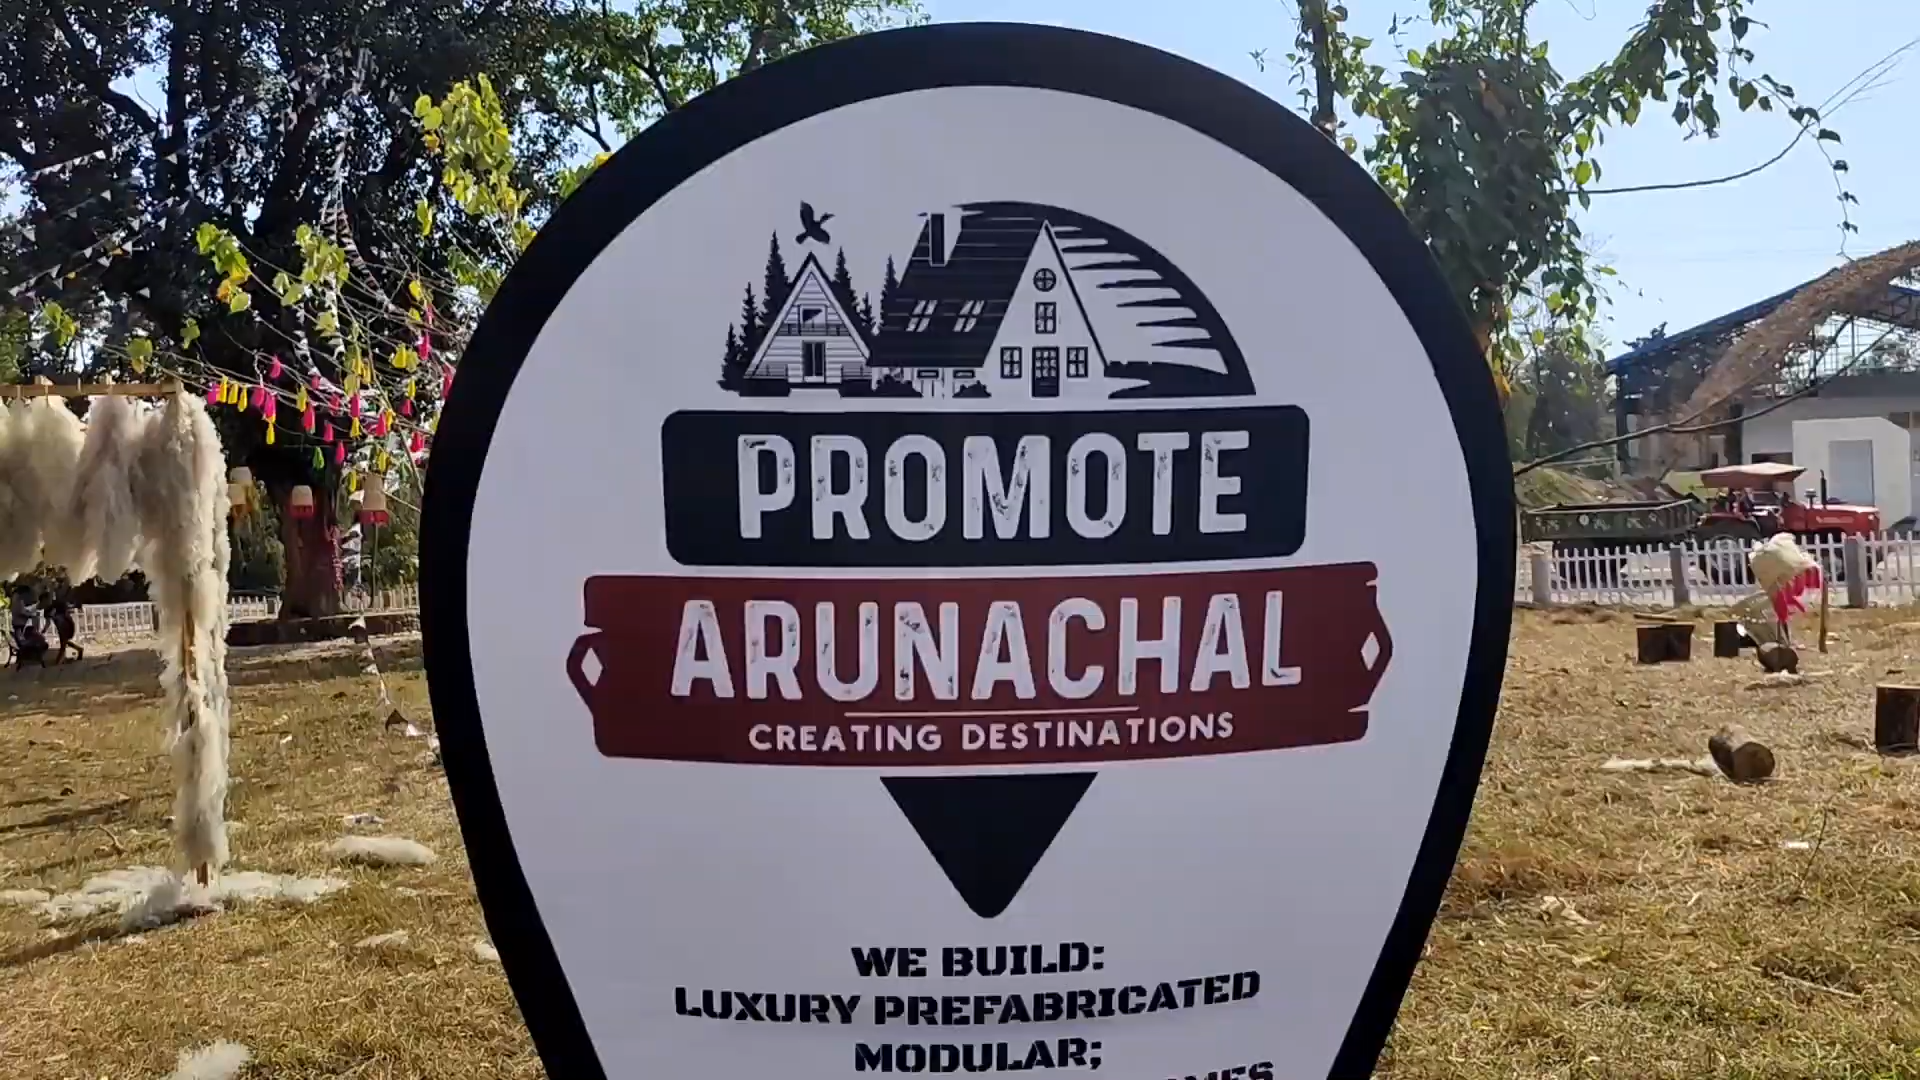 PROMOTE
ARUNACHAL
CREATING DESTINATIONS
WE BUILD:
LUXURY PREFABRICATED
MODULAR;